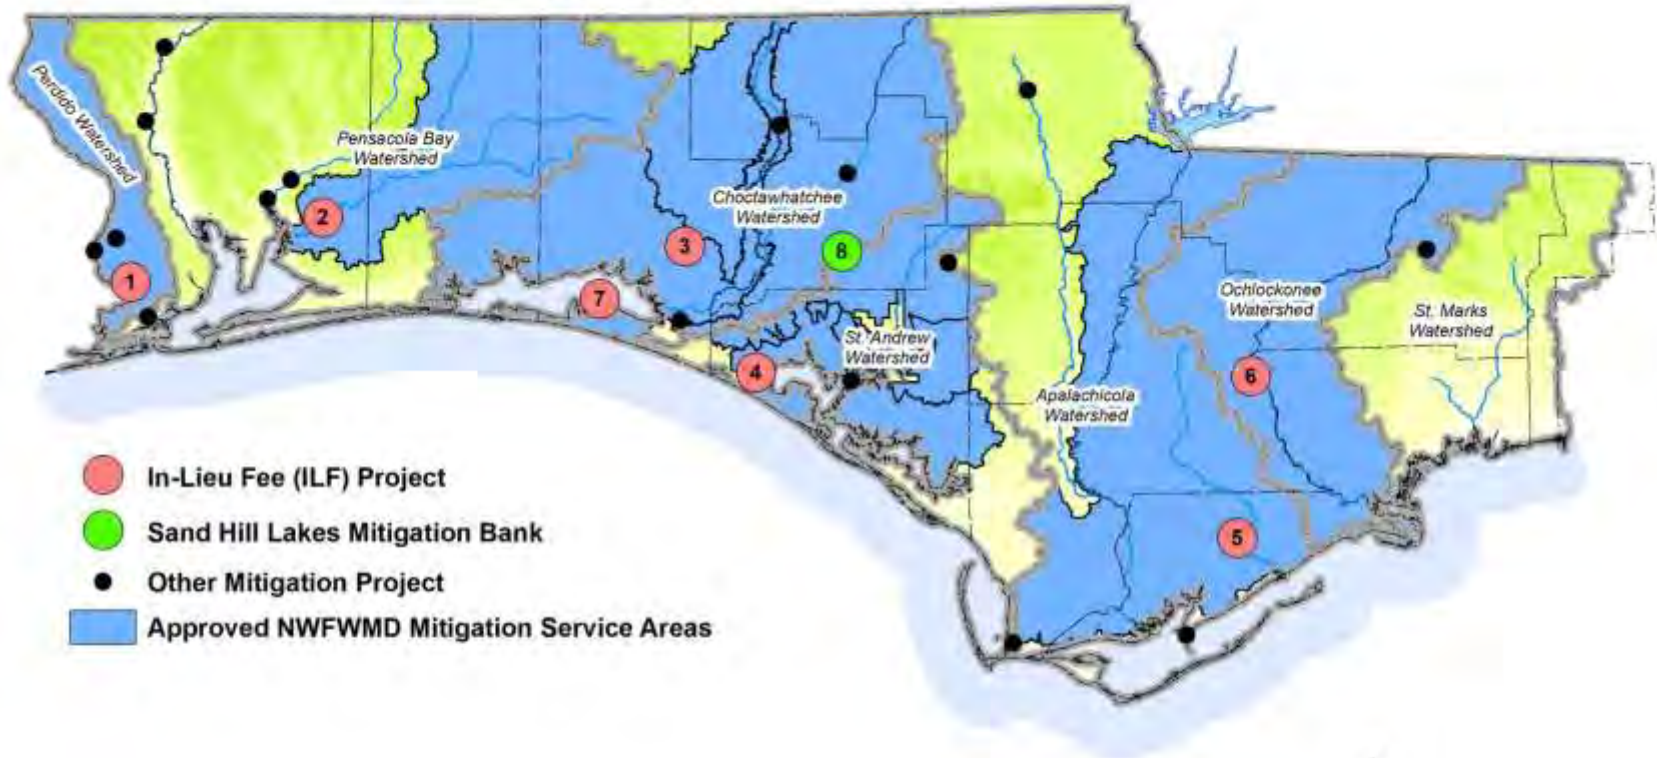 Perdido Watershed
Pensacola Bay
Watershed
2
Choctawhatchee
Watershed
3
8
1
7
Ochlockonee
Watershed
St. Marks
Watershed
St. Andrew
Watershed
4
6
Apalachicola
Watershed
5
In-Lieu Fee (ILF) Project
Sand Hill Lakes Mitigation Bank
Other Mitigation Project
Approved NWFWMD Mitigation Service Areas